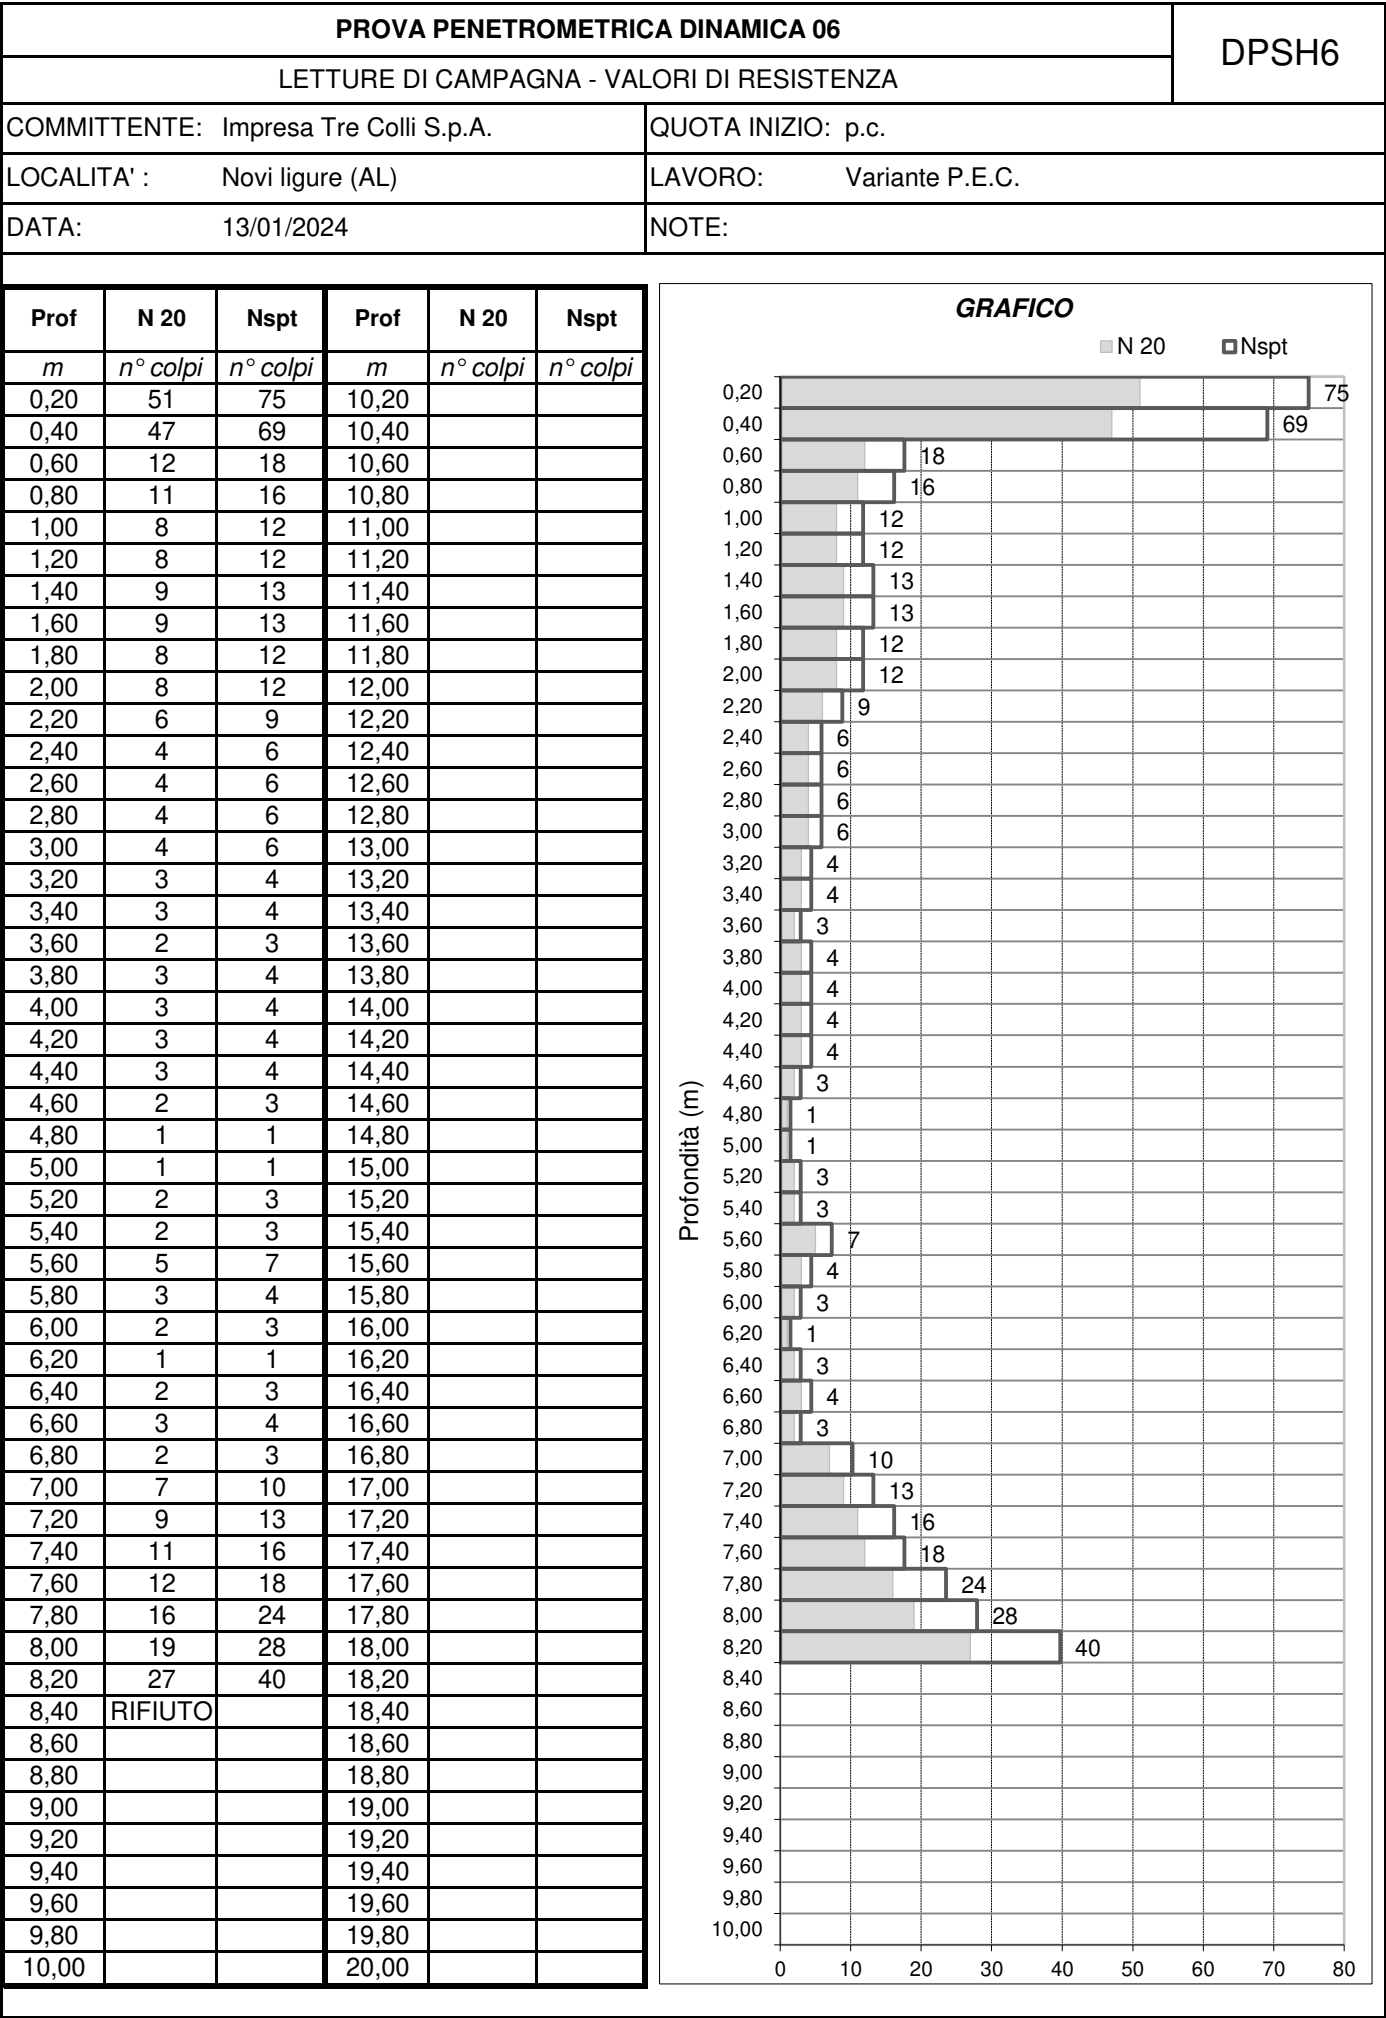 PROVA PENETROMETRICA DINAMICA 06
DPSH6
LETTURE DI CAMPAGNA - VALORI DI RESISTENZA
COMMITTENTE: Impresa Tre Colli S.p.A. QUOTA INIZIO: p.c.
LOCALITA' : Novi ligure (AL) LAVORO: Variante P.E.C.
DATA: 13/01/2024 NOTE:
Prof N 20 Nspt Prof N 20 Nspt
m n° colpi n° colpi m n° colpi n° colpi
0,20 51 75 10,20
0,40 47 69 10,40
0,60 12 18 10,60
0,80 11 16 10,80
1,00 8 12 11,00
1,20 8 12 11,20
1,40 9 13 11,40
1,60 9 13 11,60
1,80 8 12 11,80
2,00 8 12 12,00
2,20 6 9 12,20
2,40 4 6 12,40
2,60 4 6 12,60
2,80 4 6 12,80
3,00 4 6 13,00
3,20 3 4 13,20
3,40 3 4 13,40
3,60 2 3 13,60
3,80 3 4 13,80
4,00 3 4 14,00
4,20 3 4 14,20
4,40 3 4 14,40
4,60 2 3 14,60
4,80 1 1 14,80
5,00 1 1 15,00
5,20 2 3 15,20
5,40 2 3 15,40
5,60 5 7 15,60
5,80 3 4 15,80
6,00 2 3 16,00
6,20 1 1 16,20
6,40 2 3 16,40
6,60 3 4 16,60
6,80 2 3 16,80
7,00 7 10 17,00
7,20 9 13 17,20
7,40 11 16 17,40
7,60 12 18 17,60
7,80 16 24 17,80
8,00 19 28 18,00
8,20 27 40 18,20
8,40 RIFIUTO 18,40
8,60 18,60
8,80 18,80
9,00 19,00
9,20 19,20
9,40 19,40
9,60 19,60
9,80 19,80
10,00 20,00
GRAFICO
N 20 Nspt
Profondità (m)
0,20 75
0,40 69
0,60 18
0,80 16
1,00 12
1,20 12
1,40 13
1,60 13
1,80 12
2,00 12
2,20 9
2,40 6
2,60 6
2,80 6
3,00 6
3,20 4
3,40 4
3,60 3
3,80 4
4,00 4
4,20 4
4,40 4
4,60 3
4,80 1
5,00 1
5,20 3
5,40 3
5,60 7
5,80 4
6,00 3
6,20 1
6,40 3
6,60 4
6,80 3
7,00 10
7,20 13
7,40 16
7,60 18
7,80 24
8,00 28
8,20 40
8,40
8,60
8,80
9,00
9,20
9,40
9,60
9,80
10,00
0 10 20 30 40 50 60 70 80